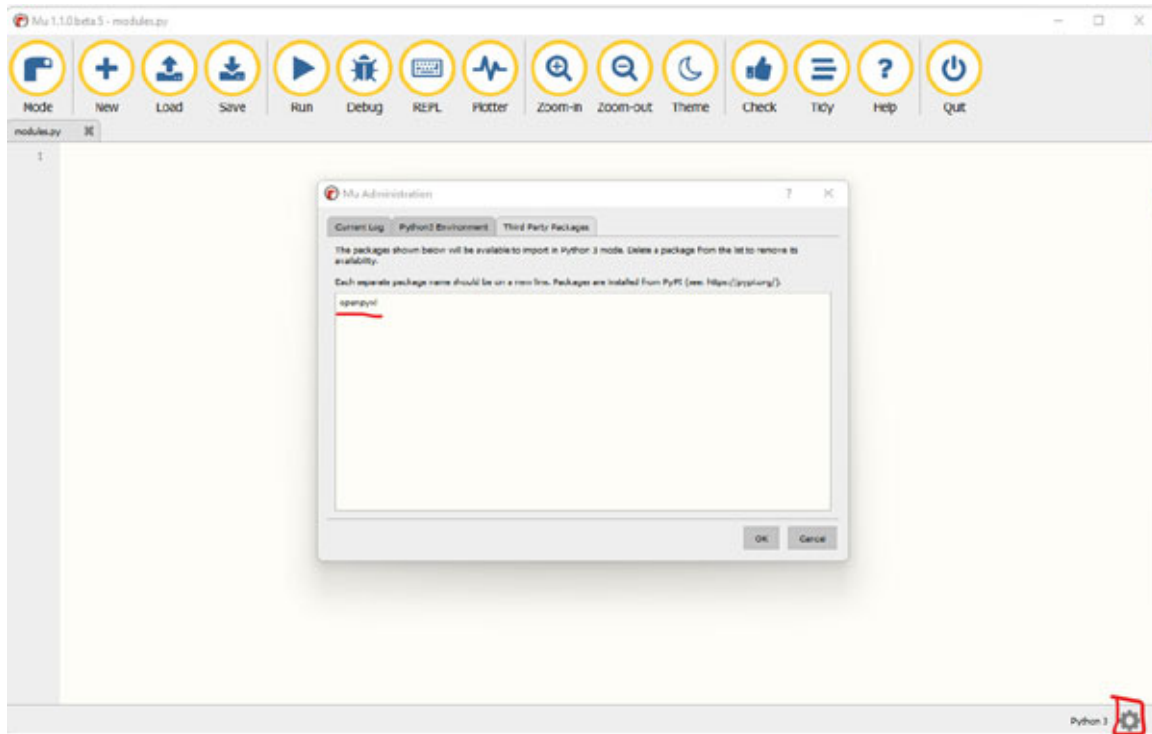 Mu 1.1.0 beta 5 - modules.py
Mode New Load Save Run Debug REPL Plotter Zoom-in Zoom-out Theme Check Tidy Help Quit
modules.py
1
Mu Administration
Current Log Python3 Environment Third Party Packages
The packages shown below will be available to import in Python 3 mode. Delete a package from the list to remove its
availability.
Each separate package name should be on a new line. Packages are installed from PyPI (see: https://pypi.org/).
openpyxl
OK Cancel
Python 3